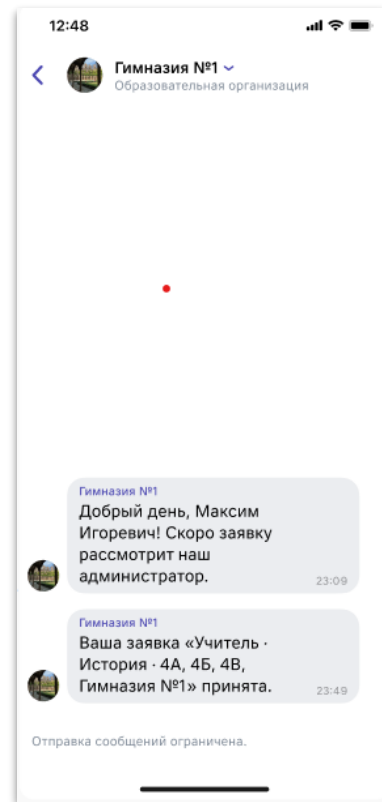 12:48
Гимназия №1
Образовательная организация
Гимназия №1
Добрый день, Максим
Игоревич! Скоро заявку
рассмотрит наш
администратор.
23:09
Гимназия №1
Ваша заявка «Учитель ·
История · 4А, 4Б, 4В,
Гимназия №1» принята.
23:49
Отправка сообщений ограничена.